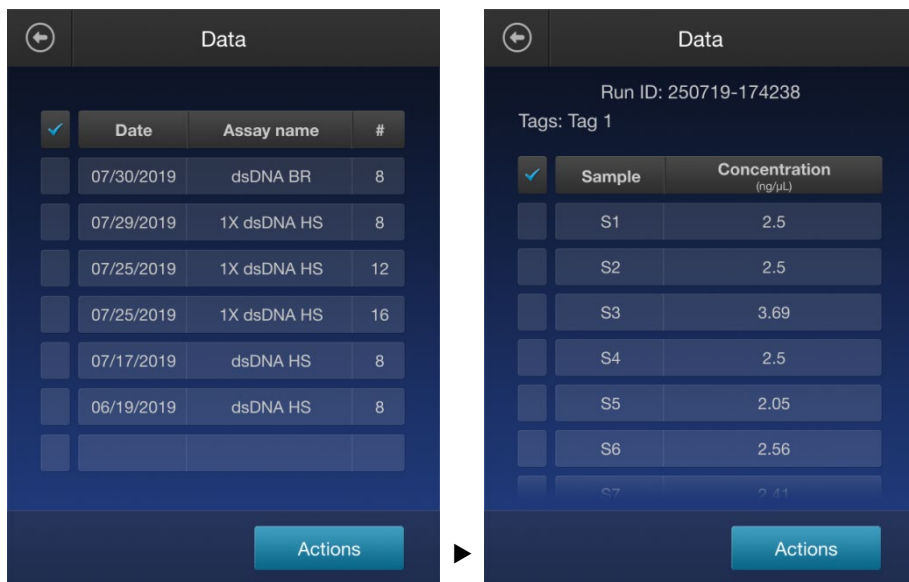 Data
Date Assay name #
07/30/2019 dsDNA BR 8
07/29/2019 1X dsDNA HS 8
07/25/2019 1X dsDNA HS 12
07/25/2019 1X dsDNA HS 16
07/17/2019 dsDNA HS 8
06/19/2019 dsDNA HS 8
Actions
Data
Run ID: 250719-174238
Tags: Tag 1
Sample Concentration
(ng/µL)
S1 2.5
S2 2.5
S3 3.69
S4 2.5
S5 2.05
S6 2.56
S7 2.41
Actions